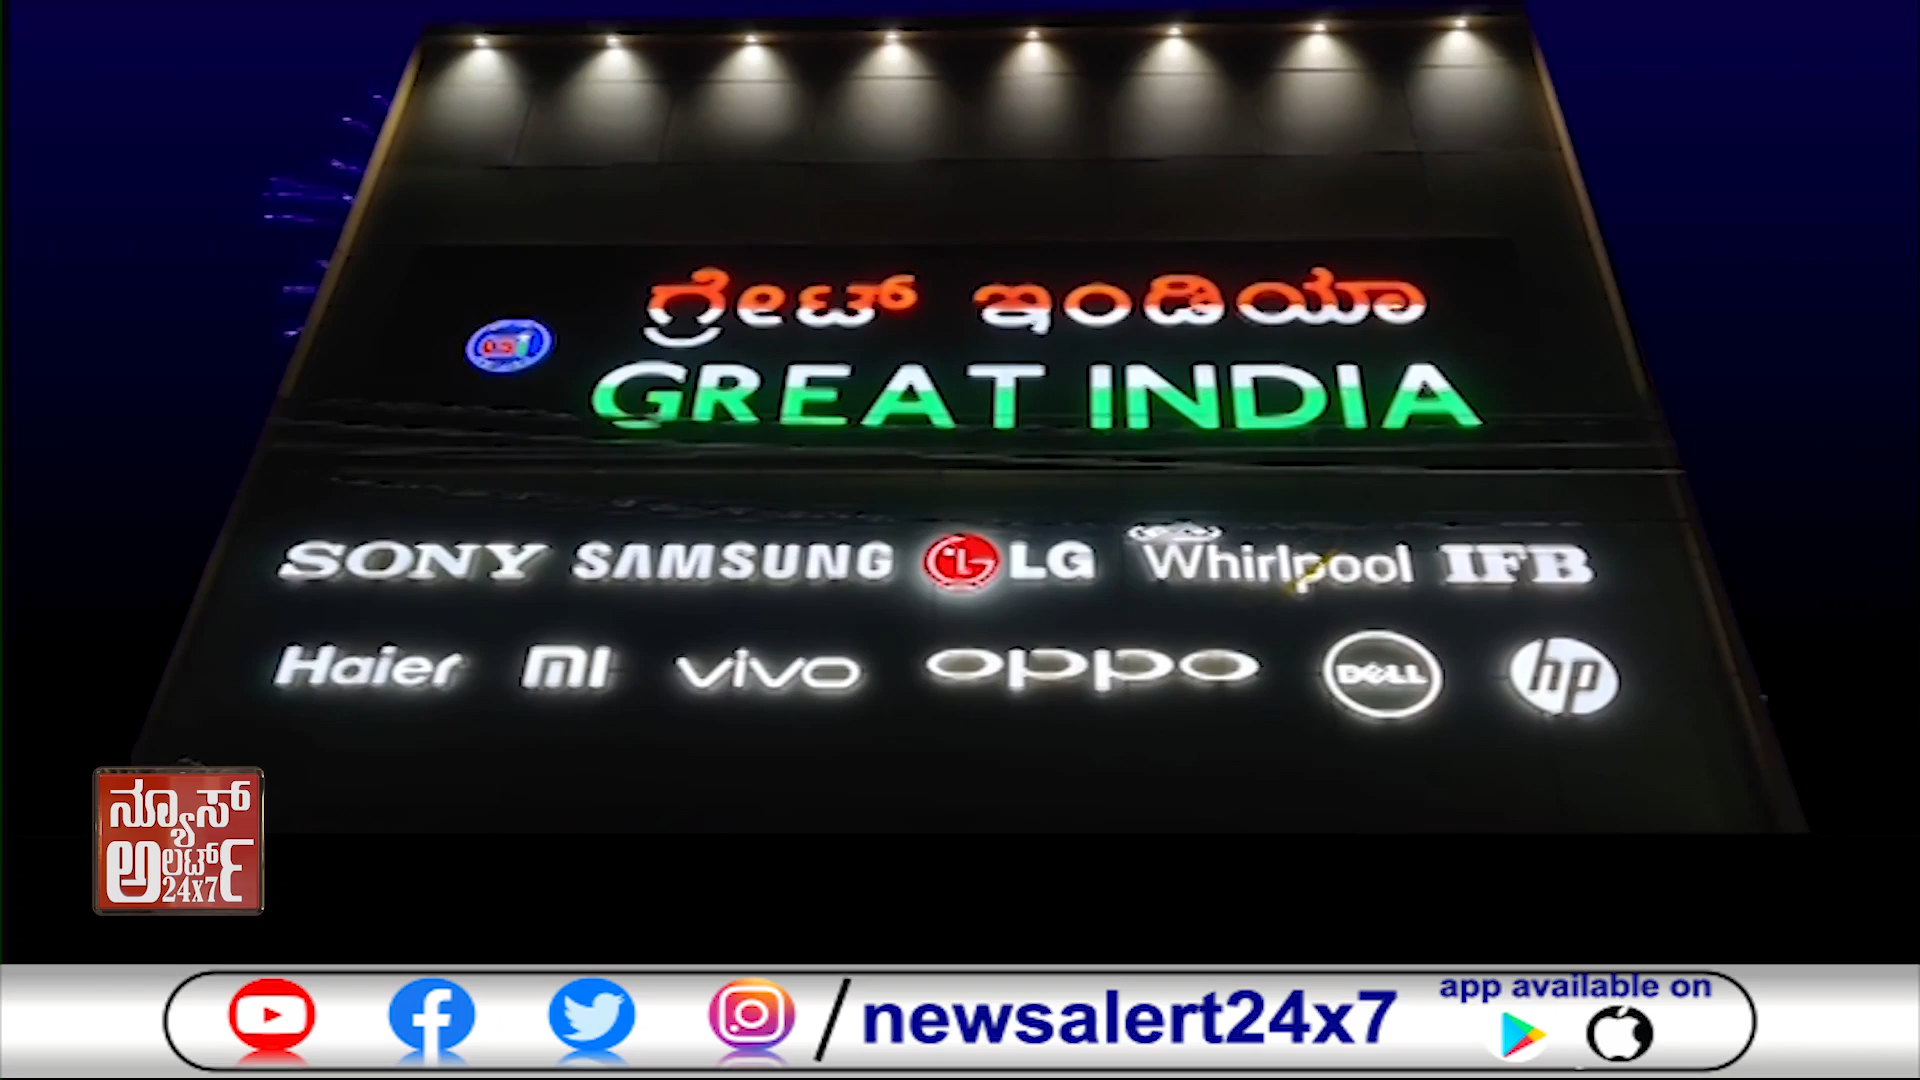 ಗ್ರೇಟ್ ಇಂಡಿಯಾ
GREAT INDIA
SONY SAMSUNG LG LG Whirlpool IFB
Haier mi vivo oppo DELL hp
ನ್ಯೂಸ್
ಅಲರ್ಟ್
24x7
/newsalert24x7
app available on